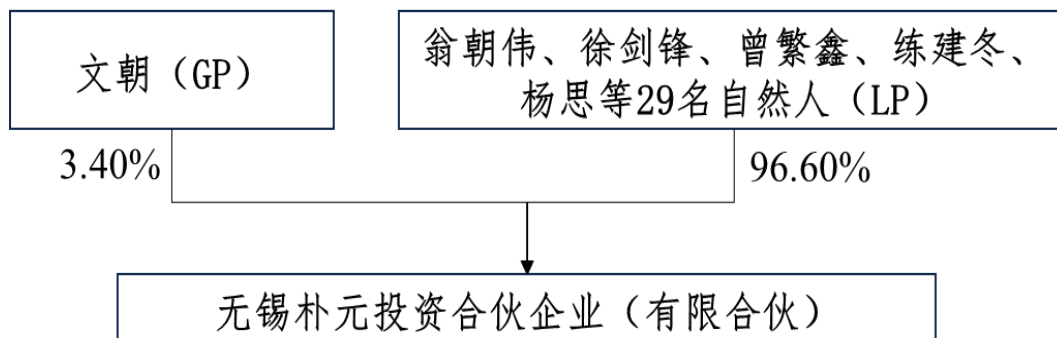 文朝（GP）
翁朝伟、徐剑锋、曾繁鑫、练建冬、
杨思等29名自然人（LP）
3.40%
96.60%
无锡朴元投资合伙企业（有限合伙）